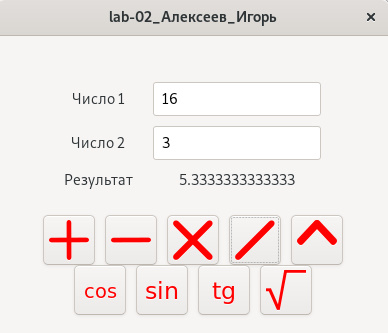 lab-02_Алексеев_Игорь ×
Число 1 16
Число 2 3
Результат 5.3333333333333
+ − × / ^
cos sin tg √